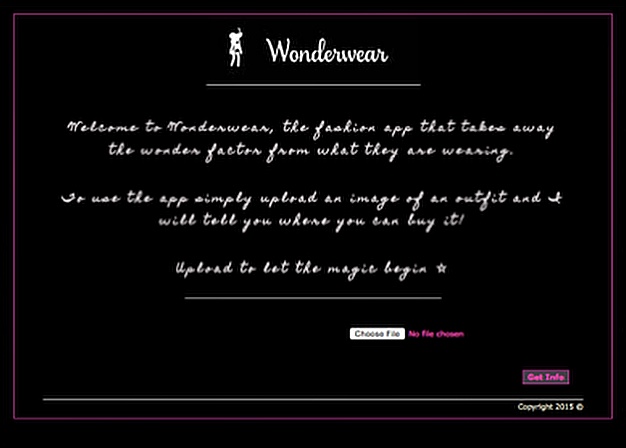 Wonderwear
Welcome to Wonderwear, the fashion app that takes away
the wonder factor from what they are wearing.
To use the app simply upload an image of an outfit and I
will tell you where you can buy it!
Upload to let the magic begin ☆
Choose File No file chosen
Get Info
Copyright 2015 ©